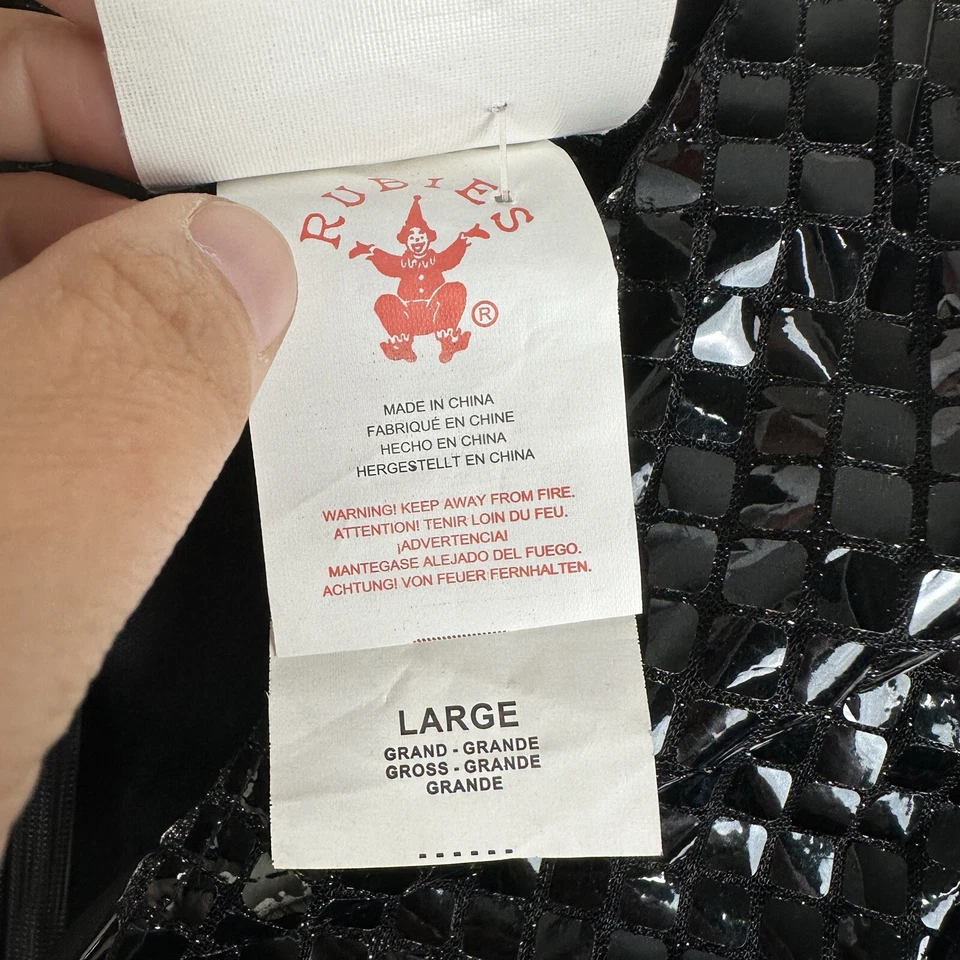 RUBIES
®
MADE IN CHINA
FABRIQUÉ EN CHINE
HECHO EN CHINA
HERGESTELLT EN CHINA
WARNING! KEEP AWAY FROM FIRE.
ATTENTION! TENIR LOIN DU FEU.
¡ADVERTENCIA!
MANTEGASE ALEJADO DEL FUEGO.
ACHTUNG! VON FEUER FERNHALTEN.
LARGE
GRAND - GRANDE
GROSS - GRANDE
GRANDE